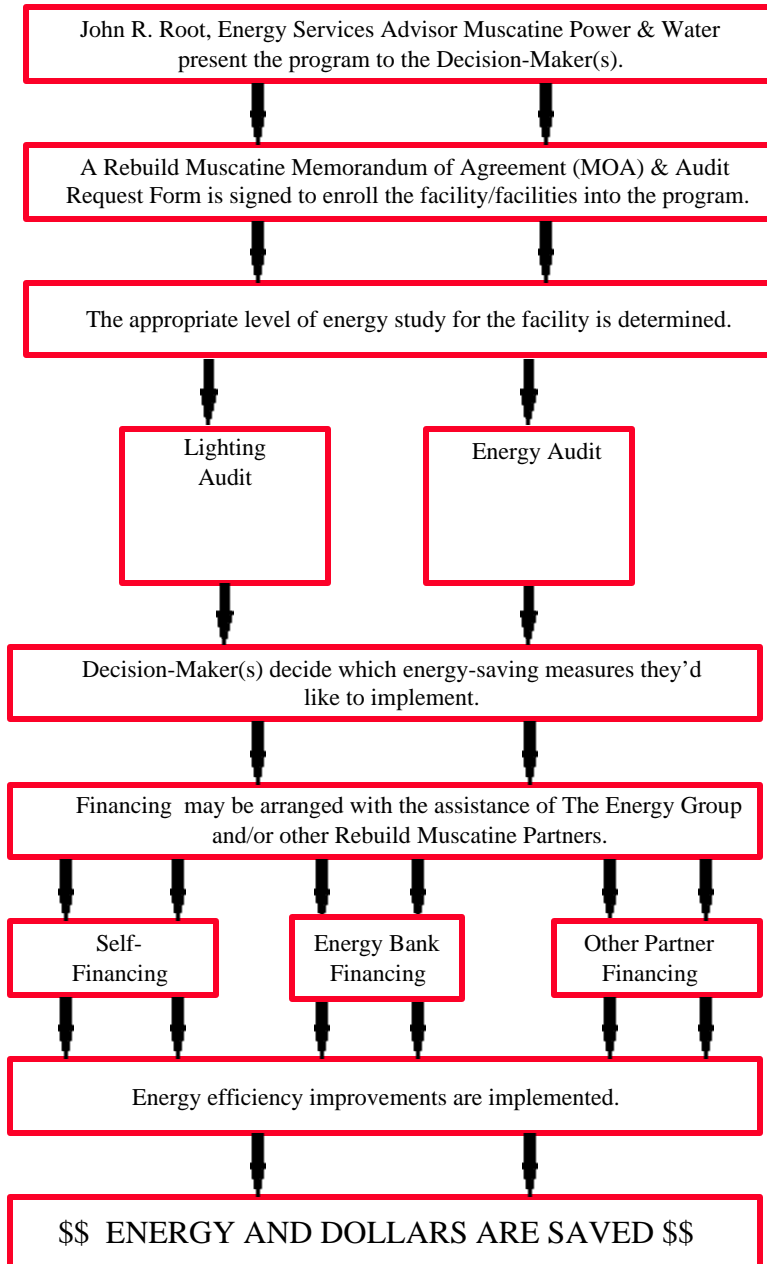 John R. Root, Energy Services Advisor Muscatine Power & Water
present the program to the Decision-Maker(s).
A Rebuild Muscatine Memorandum of Agreement (MOA) & Audit
Request Form is signed to enroll the facility/facilities into the program.
The appropriate level of energy study for the facility is determined.
Lighting
Audit
Energy Audit
Decision-Maker(s) decide which energy-saving measures they’d
like to implement.
Financing may be arranged with the assistance of The Energy Group
and/or other Rebuild Muscatine Partners.
Self-
Financing
Energy Bank
Financing
Other Partner
Financing
Energy efficiency improvements are implemented.
$$ ENERGY AND DOLLARS ARE SAVED $$